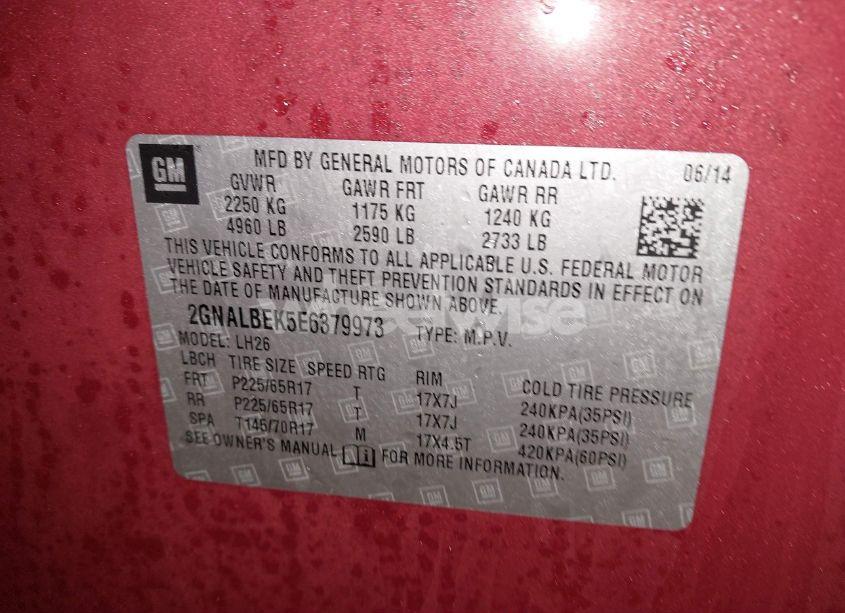 GM
MFD BY GENERAL MOTORS OF CANADA LTD. 06/14
GVWR GAWR FRT GAWR RR
2250 KG 1175 KG 1240 KG
4960 LB 2590 LB 2733 LB
THIS VEHICLE CONFORMS TO ALL APPLICABLE U.S. FEDERAL MOTOR
VEHICLE SAFETY AND THEFT PREVENTION STANDARDS IN EFFECT ON
THE DATE OF MANUFACTURE SHOWN ABOVE.
2GNALBEK5E6379973 TYPE: M.P.V.
MODEL: LH26
LBCH TIRE SIZE SPEED RTG RIM COLD TIRE PRESSURE
FRT P225/65R17 T 17X7J 240KPA(35PSI)
RR P225/65R17 T 17X7J 240KPA(35PSI)
SPA T145/70R17 M 17X4.5T 420KPA(60PSI)
SEE OWNER'S MANUAL FOR MORE INFORMATION.